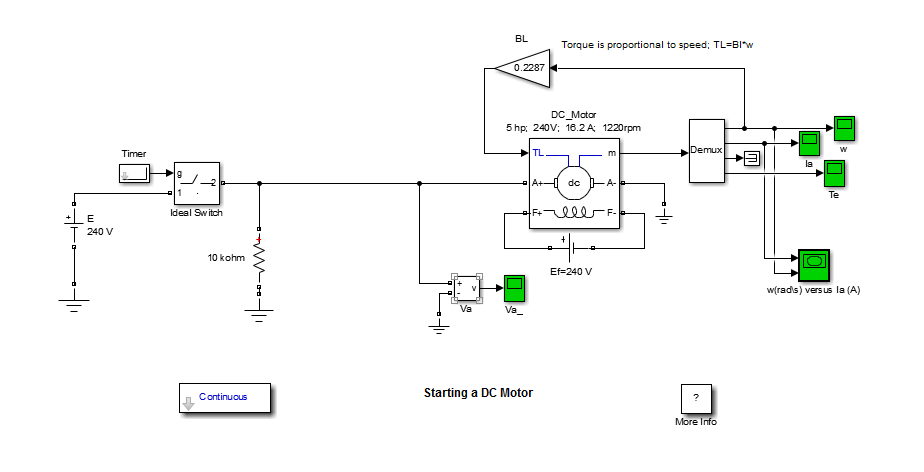 BL
Torque is proportional to speed; TL=Bl*w
0.2287
DC_Motor
5 hp; 240V; 16.2 A; 1220rpm
Timer
g
1
2
Ideal Switch
TL
m
A+
dc
A-
F+
F-
Demux
w
Ia
Te
+
E
240 V
10 kohm
+
+
Ef=240 V
+
-
v
Va
Va_
w(rad\s) versus Ia (A)
Continuous
Starting a DC Motor
?
More Info